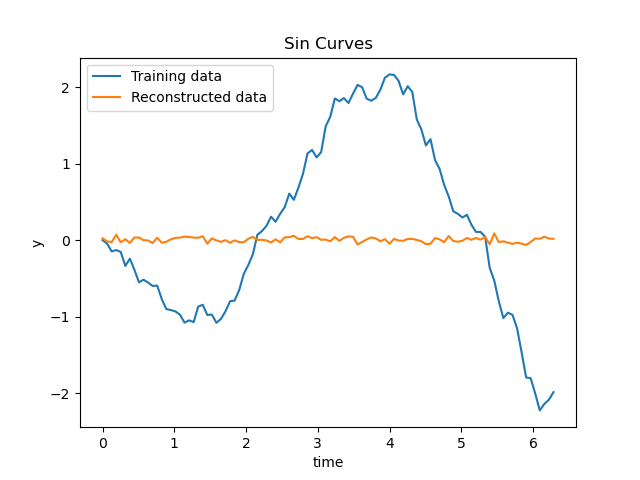 Sin Curves
Training data
Reconstructed data
2
1
0
−1
−2
y
0 1 2 3 4 5 6
time